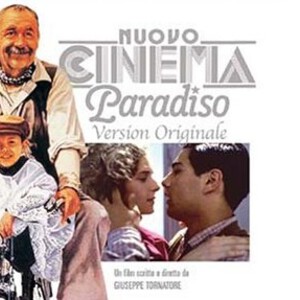 NUOVO
CINEMA
Paradiso
Version Originale
Un film scritto e diretto da
GIUSEPPE TORNATORE